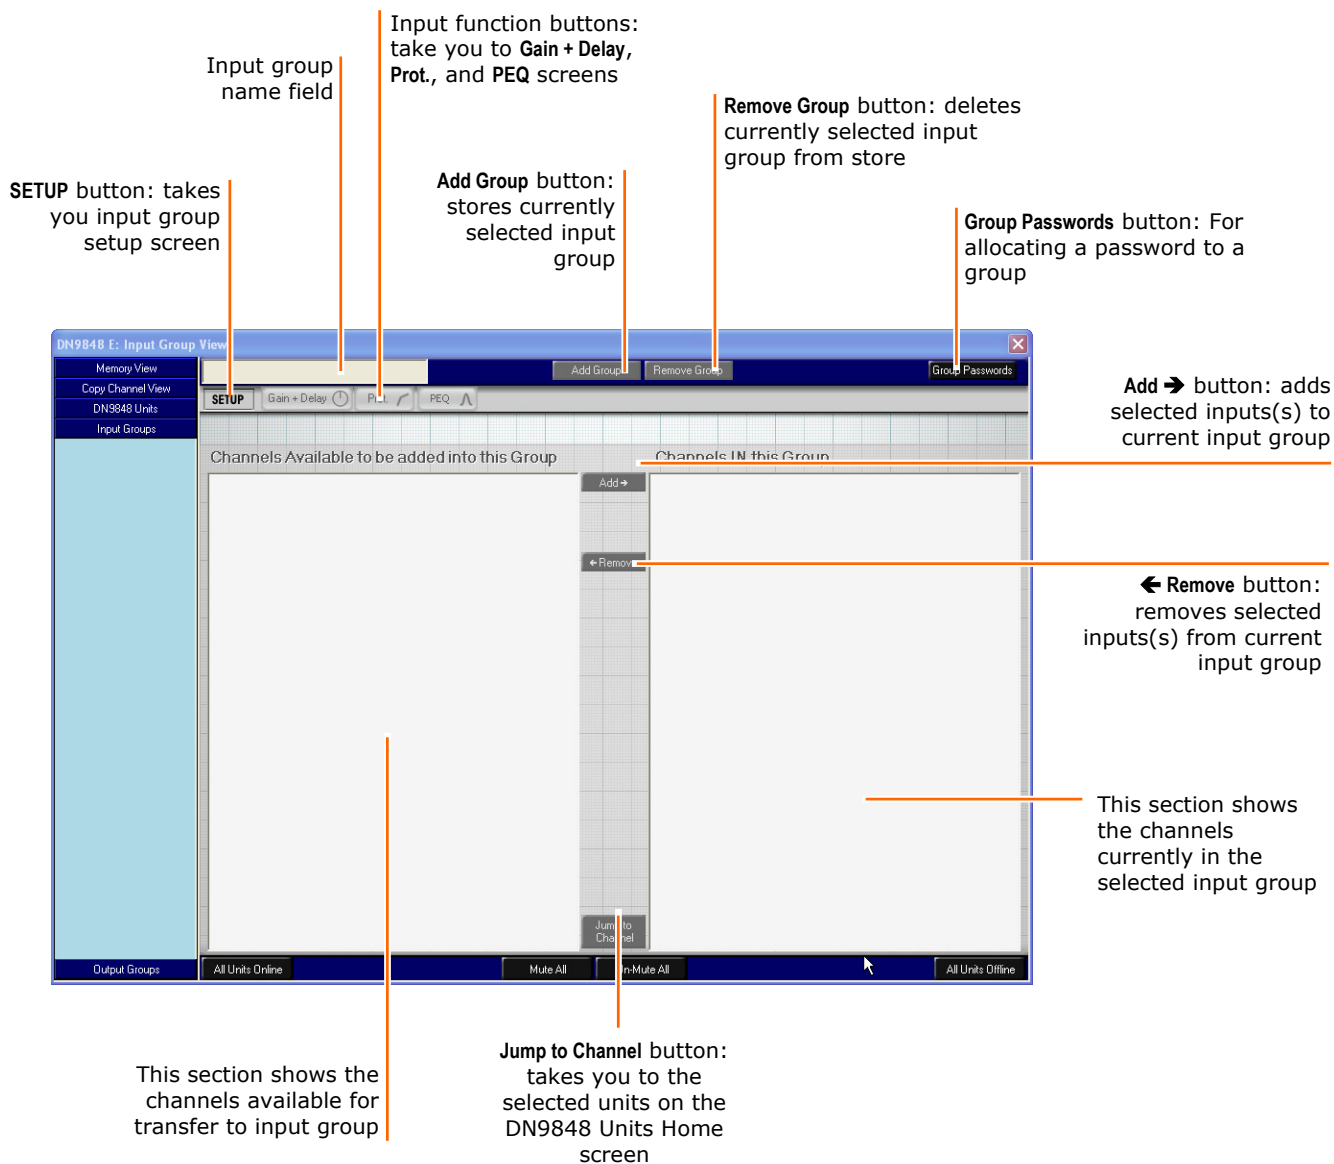 Input function buttons:
take you to Gain + Delay,
Prot., and PEQ screens
Input group
name field
Remove Group button: deletes
currently selected input
group from store
SETUP button: takes
you input group
setup screen
Add Group button:
stores currently
selected input
group
Group Passwords button: For
allocating a password to a
group
DN9848 E: Input Group View
Memory View
Copy Channel View
DN9848 Units
Input Groups
Add Group
Remove Group
Group Passwords
SETUP
Gain + Delay
Prot.
PEQ
Channels Available to be added into this Group
Channels IN this Group
Add →
← Remove
Jump to
Channel
Output Groups
All Units Online
Mute All
Un-Mute All
All Units Offline
Add → button: adds
selected inputs(s) to
current input group
← Remove button:
removes selected
inputs(s) from current
input group
This section shows
the channels
currently in the
selected input group
This section shows the
channels available for
transfer to input group
Jump to Channel button:
takes you to the
selected units on the
DN9848 Units Home
screen